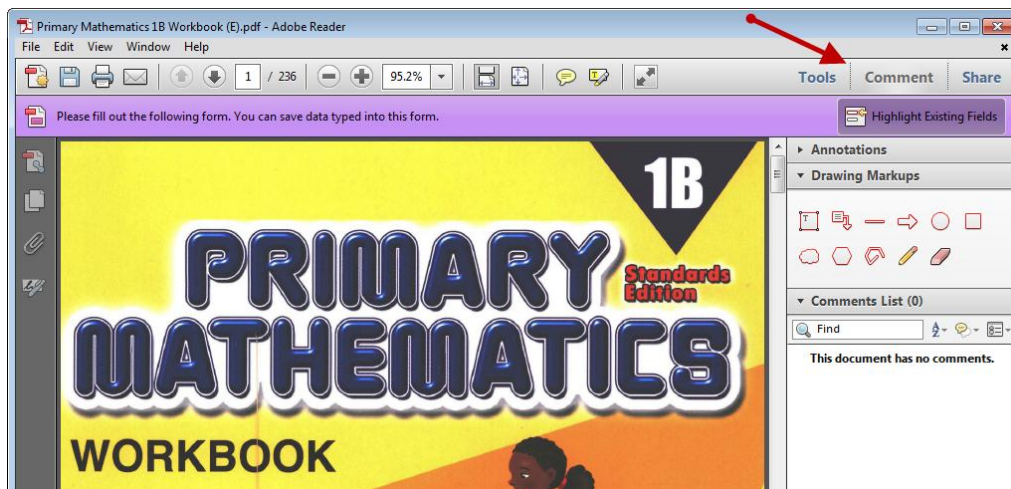 Primary Mathematics 1B Workbook (E).pdf - Adobe Reader
File Edit View Window Help
1 / 236 95.2% Tools Comment Share
Please fill out the following form. You can save data typed into this form. Highlight Existing Fields
1B
PRIMARY
Standards
Edition
MATHEMATICS
WORKBOOK
Annotations
Drawing Markups
Comments List (0)
Find
This document has no comments.